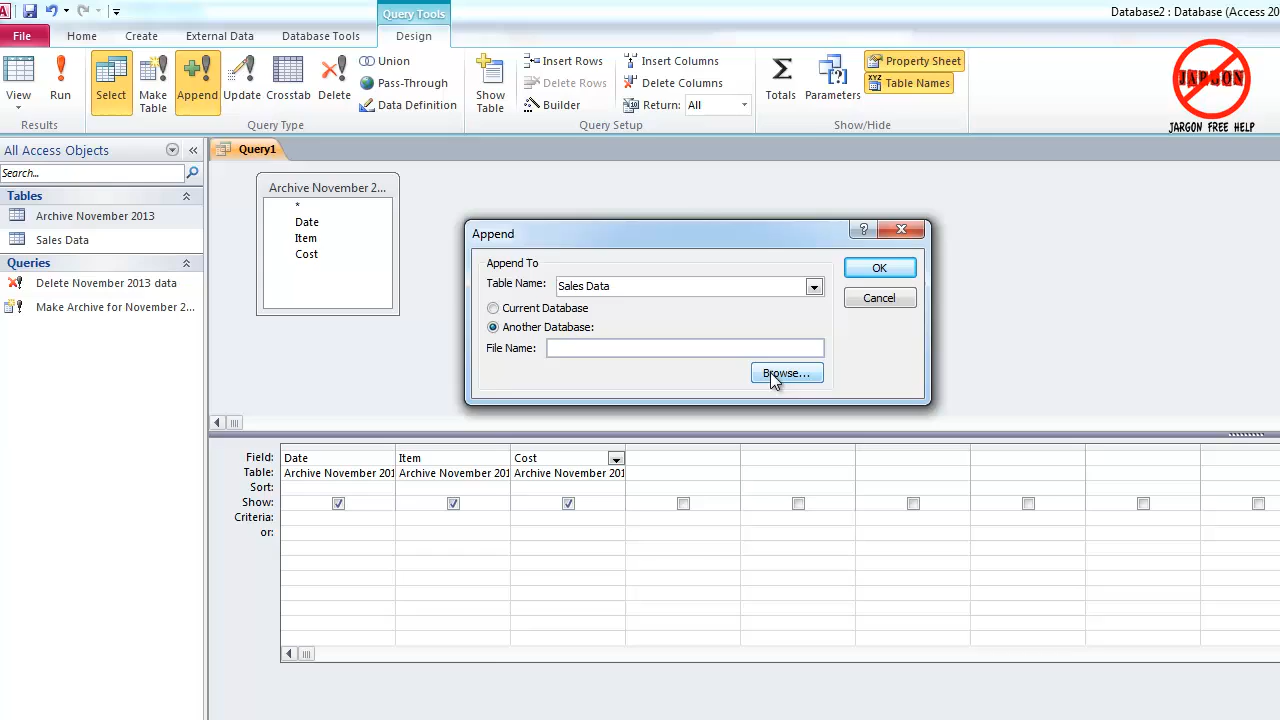 Query Tools
Database2 : Database (Access 20
File Home Create External Data Database Tools Design
View Run Select Make Table Append Update Crosstab Delete
Union
Pass-Through
Data Definition
Show Table
Insert Rows
Delete Rows
Builder
Insert Columns
Delete Columns
Return: All
Totals Parameters
Property Sheet
Table Names
Results Query Type Query Setup Show/Hide
JARGON
JARGON FREE HELP
All Access Objects
Search...
Tables
Archive November 2013
Sales Data
Queries
Delete November 2013 data
Make Archive for November 2...
Query1
Archive November 2...
*
Date
Item
Cost
Append
Append To
Table Name: Sales Data
Current Database
Another Database:
File Name:
Browse...
OK
Cancel
Field: Date Item Cost
Table: Archive November 201 Archive November 201 Archive November 201
Sort:
Show:
Criteria:
or: